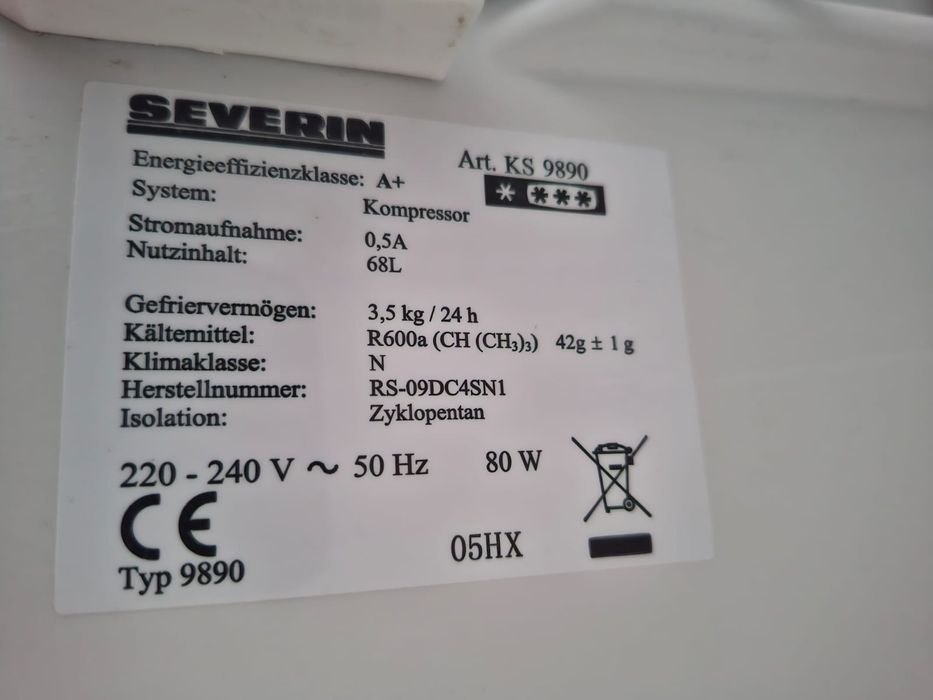 SEVERIN
Art. KS 9890
Energieeffizienzklasse: A+
System: Kompressor
Stromaufnahme: 0,5A
Nutzinhalt: 68L
Gefriervermögen: 3,5 kg / 24 h
Kältemittel: R600a (CH (CH₃)₃) 42g ± 1 g
Klimaklasse: N
Herstellnummer: RS-09DC4SN1
Isolation: Zyklopentan
220 - 240 V ~ 50 Hz 80 W
CE
Typ 9890
05HX